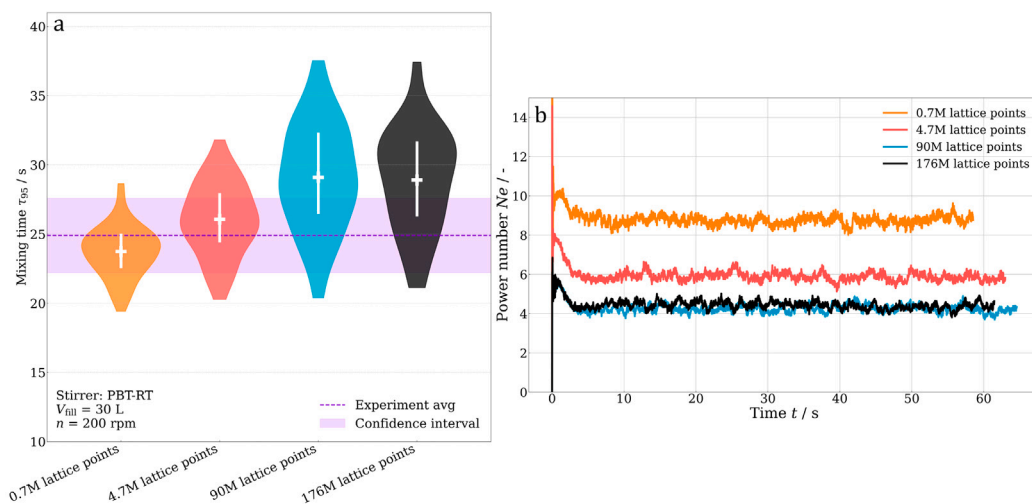 a
40
35
30
25
20
15
10
Mixing time τ95 / s
Stirrer: PBT-RT
Vfill = 30 L
n = 200 rpm
Experiment avg
Confidence interval
0.7M lattice points
4.7M lattice points
90M lattice points
176M lattice points
b
14
12
10
8
6
4
2
0
Power number Ne / -
0.7M lattice points
4.7M lattice points
90M lattice points
176M lattice points
0
10
20
30
40
50
60
Time t / s